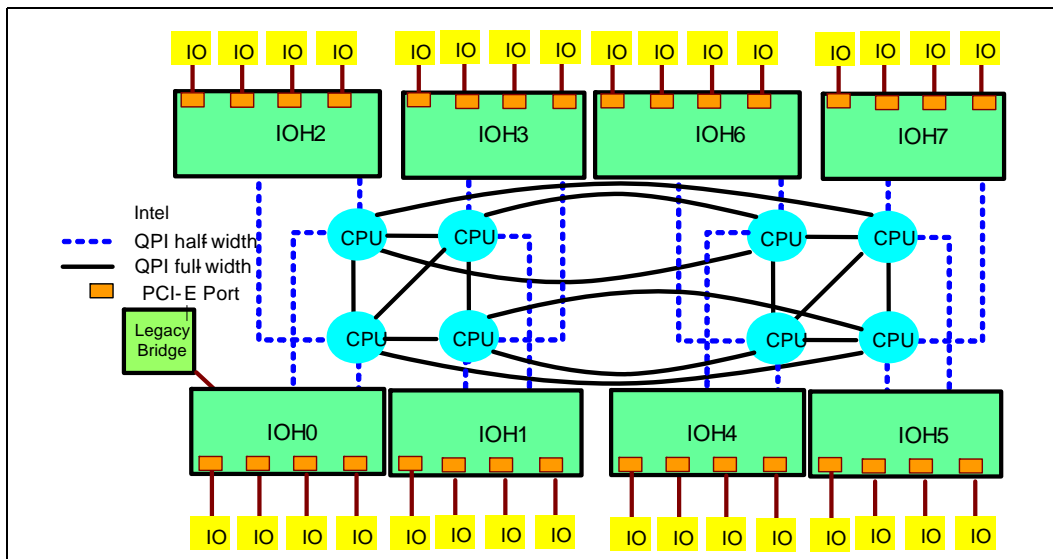 IO IO IO IO IO IO IO IO IO IO IO IO IO IO IO IO
IOH2 IOH3 IOH6 IOH7
Intel
QPI half-width
QPI full-width
PCI-E Port
CPU CPU CPU CPU
Legacy
Bridge
CPU CPU CPU CPU
IOH0 IOH1 IOH4 IOH5
IO IO IO IO IO IO IO IO IO IO IO IO IO IO IO IO